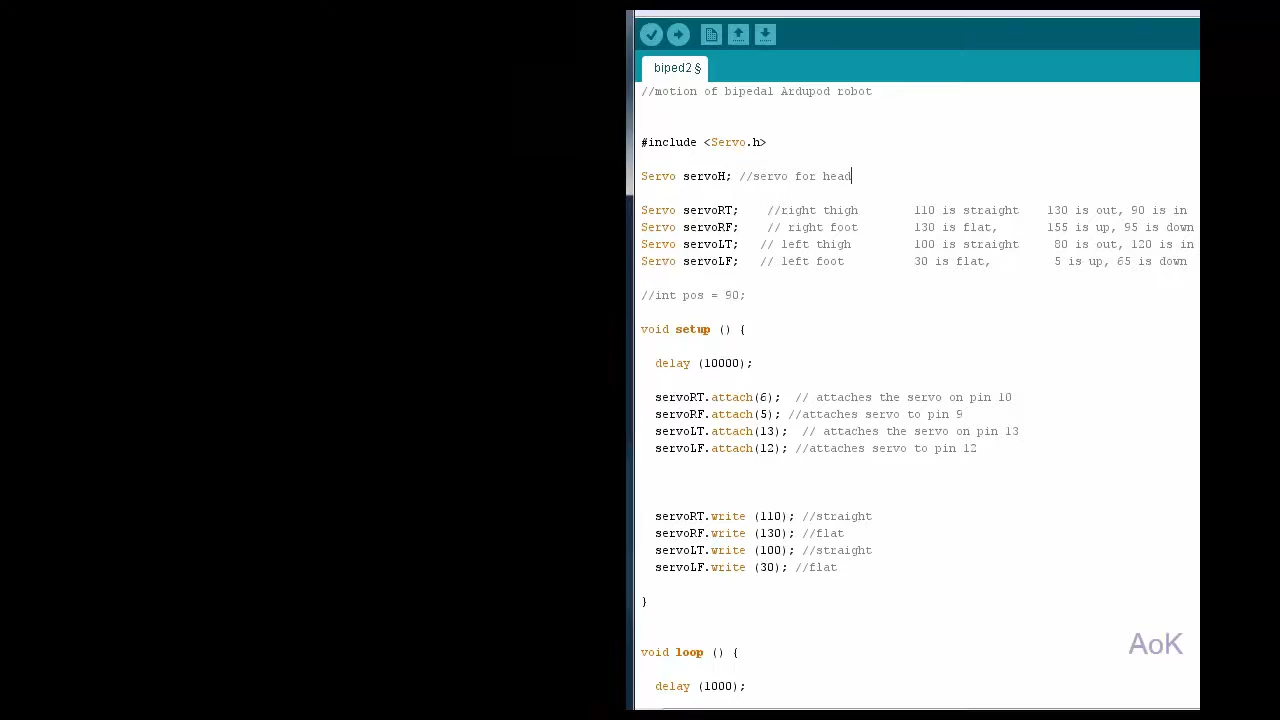 biped2 §
//motion of bipedal Ardupod robot
#include <Servo.h>
Servo servoH; //servo for head
Servo servoRT;    //right thigh        110 is straight    130 is out, 90 is in
Servo servoRF;    // right foot        130 is flat,       155 is up, 95 is down
Servo servoLT;   // left thigh         100 is straight     80 is out, 120 is in
Servo servoLF;   // left foot          30 is flat,         5 is up, 65 is down
//int pos = 90;
void setup () {
delay (10000);
servoRT.attach(6);  // attaches the servo on pin 10
servoRF.attach(5); //attaches servo to pin 9
servoLT.attach(13);  // attaches the servo on pin 13
servoLF.attach(12); //attaches servo to pin 12
servoRT.write (110); //straight
servoRF.write (130); //flat
servoLT.write (100); //straight
servoLF.write (30); //flat
}
void loop () {
delay (1000);
AoK